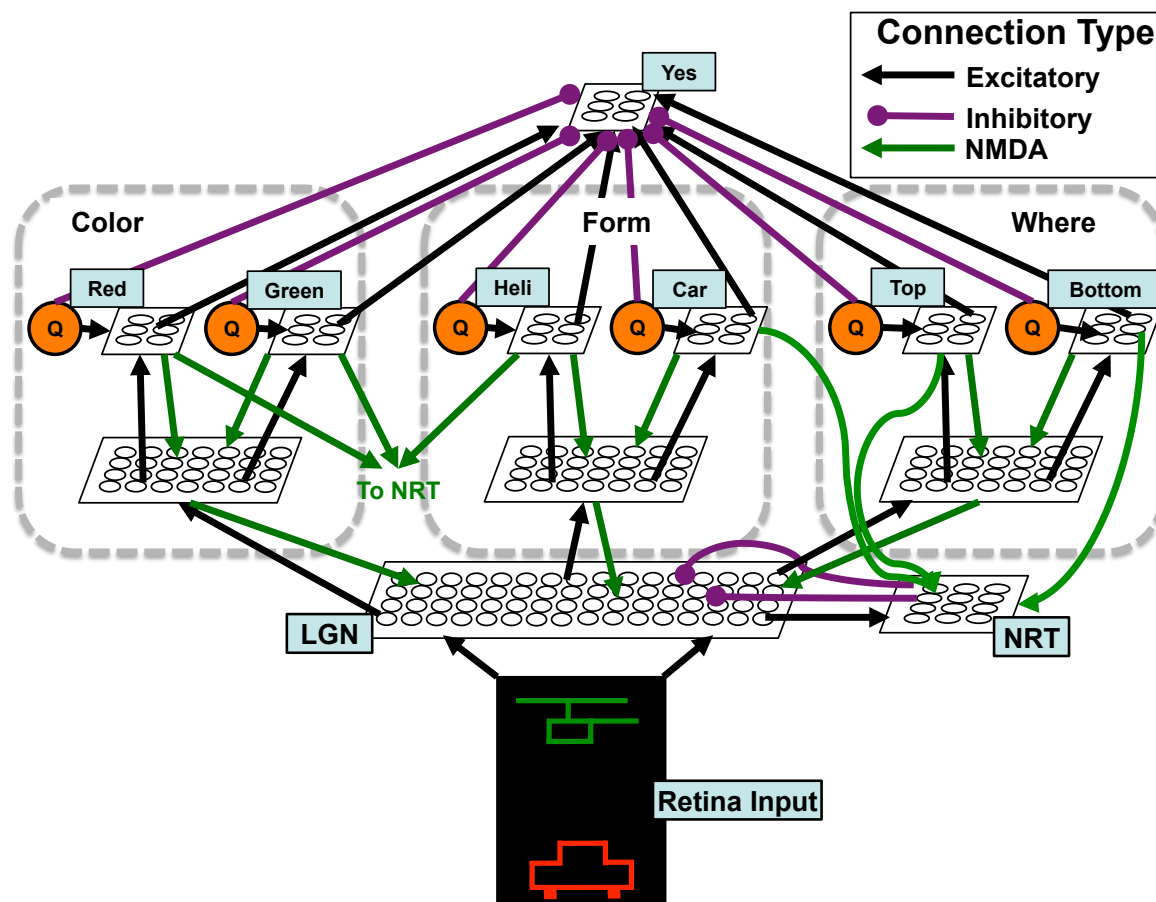 Connection Type
Excitatory
Inhibitory
NMDA
Yes
Color
Form
Where
Red
Green
Heli
Car
Top
Bottom
Q
Q
Q
Q
Q
Q
To NRT
LGN
NRT
Retina Input